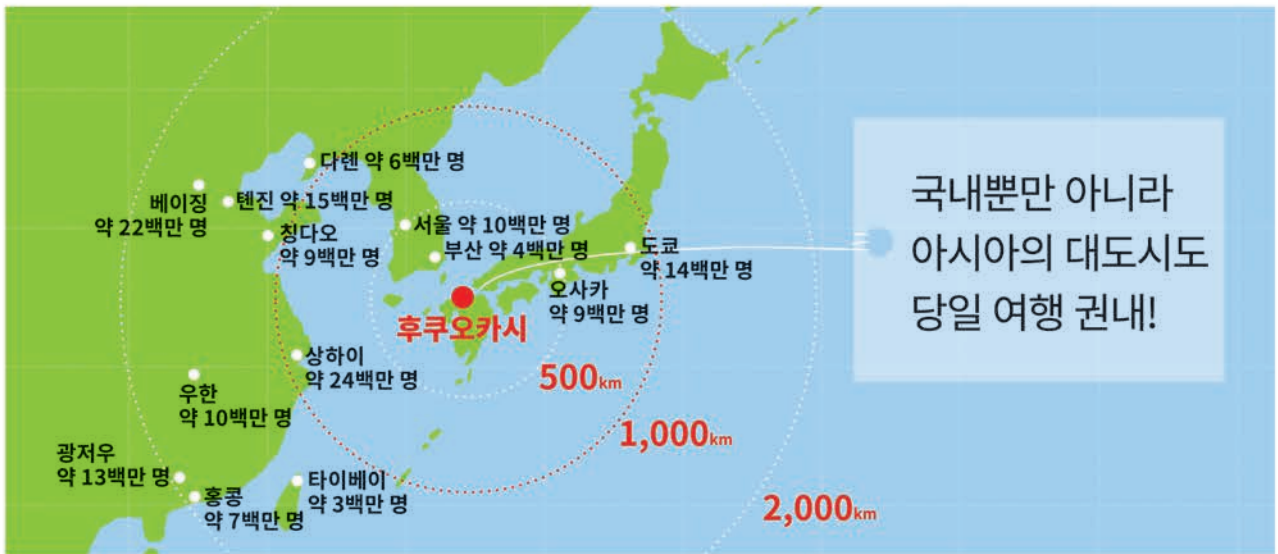 다롄 약 6백만 명
베이징
약 22백만 명
톈진 약 15백만 명
칭다오
약 9백만 명
서울 약 10백만 명
부산 약 4백만 명
도쿄
약 14백만 명
오사카
약 9백만 명
후쿠오카시
상하이
약 24백만 명
우한
약 10백만 명
광저우
약 13백만 명
홍콩
약 7백만 명
타이베이
약 3백만 명
500km
1,000km
2,000km
국내뿐만 아니라
아시아의 대도시도
당일 여행 권내!